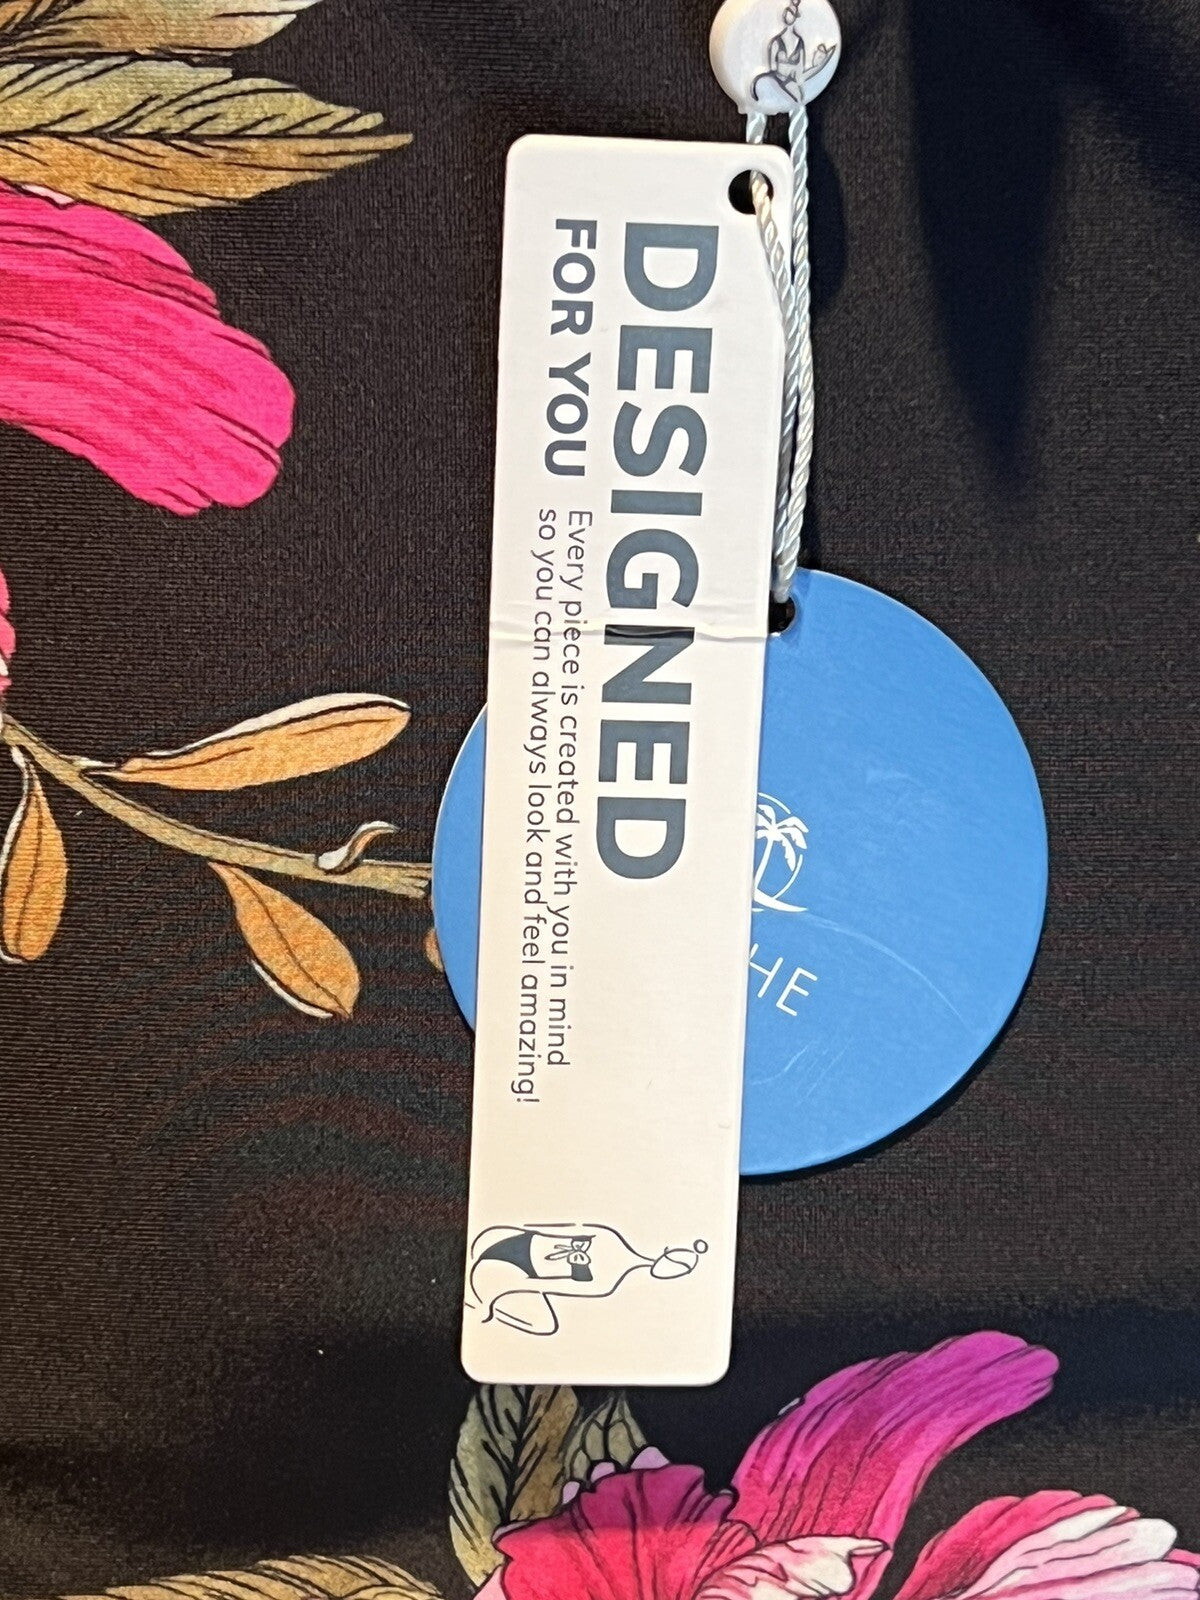 DESIGNED
FOR YOU
Every piece is created with you in mind
so you can always look and feel amazing!
HE